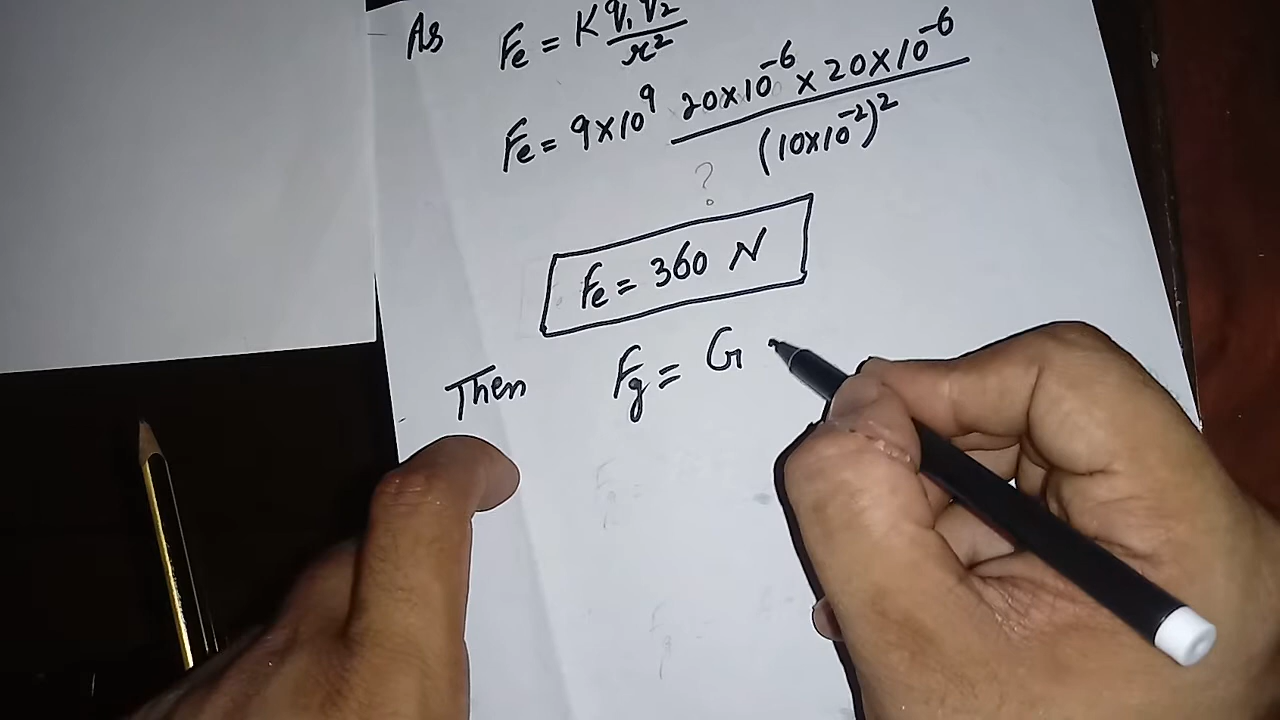 As Fe = K q₁ q₂ / r²
Fe = 9×10⁹ 20×10⁻⁶ × 20×10⁻⁶ / (10×10⁻²)²
?
Fe = 360 N
Then Fg = G